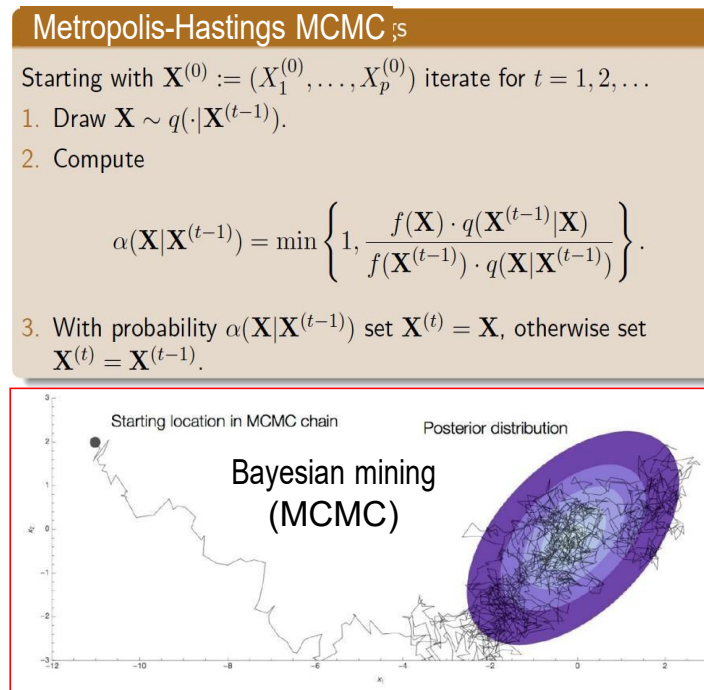 Metropolis-Hastings MCMC gs
Starting with X^(0) := (X_1^(0), ..., X_p^(0)) iterate for t = 1, 2, ...
1. Draw X ∼ q(·|X^(t−1)).
2. Compute
α(X|X^(t−1)) = min {1, f(X) · q(X^(t−1)|X) / f(X^(t−1)) · q(X|X^(t−1))}.
3. With probability α(X|X^(t−1)) set X^(t) = X, otherwise set
X^(t) = X^(t−1).
Starting location in MCMC chain
Posterior distribution
Bayesian mining
(MCMC)
3
2
1
0
−1
−2
−3
x_2
−12 −10 −8 −6 −4 −2 0 2
x_1